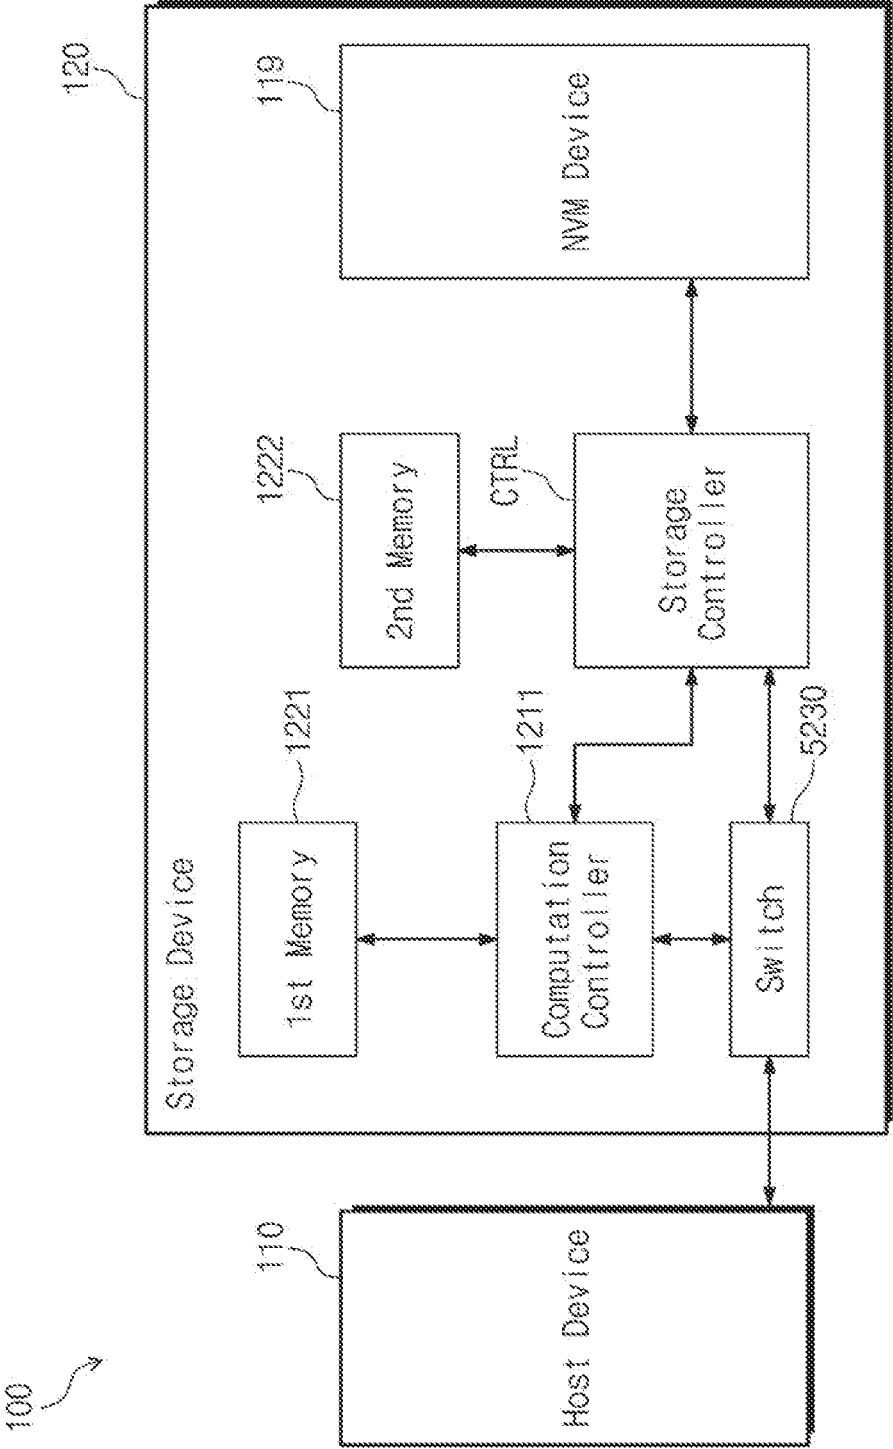 100
110
Host Device
120
Storage Device
1221
1st Memory
1211
Computation
Controller
5230
Switch
1222
2nd Memory
CTRL
Storage
Controller
119
NVM Device